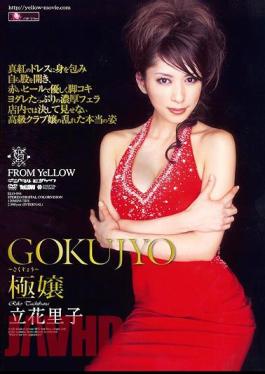 http://yellow-movie.com/
真紅のドレスに身を包み
自ら股を開き、
赤いヒールで優しく脚コキ
ヨダレたっぷりの濃厚フェラ
店内では決して見せない
高級クラブ嬢の乱れた本当の姿
FROM YeLLOW
GOKUJYO
~ごくじょう~
極嬢
Riko Tachibana
立花里子
JAVHD